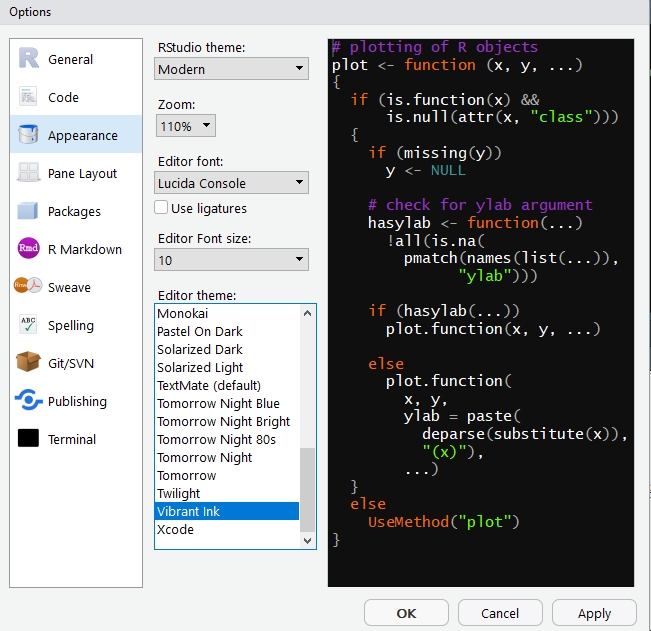 Options
General
Code
Appearance
Pane Layout
Packages
Rmd R Markdown
Sweave
ABC Spelling
Git/SVN
Publishing
Terminal
RStudio theme:
Modern
Zoom:
110%
Editor font:
Lucida Console
Use ligatures
Editor Font size:
10
Editor theme:
Monokai
Pastel On Dark
Solarized Dark
Solarized Light
TextMate (default)
Tomorrow Night Blue
Tomorrow Night Bright
Tomorrow Night 80s
Tomorrow Night
Tomorrow
Twilight
Vibrant Ink
Xcode
# plotting of R objects
plot <- function (x, y, ...)
{
  if (is.function(x) &&
      is.null(attr(x, "class")))
  {
    if (missing(y))
      y <- NULL
    # check for ylab argument
    hasylab <- function(...)
      !all(is.na(
        pmatch(names(list(...)),
              "ylab")))
    if (hasylab(...))
      plot.function(x, y, ...)
    else
      plot.function(
        x, y,
        ylab = paste(
          deparse(substitute(x)),
          "(x)"),
        ...)
  }
  else
    UseMethod("plot")
}
OK
Cancel
Apply